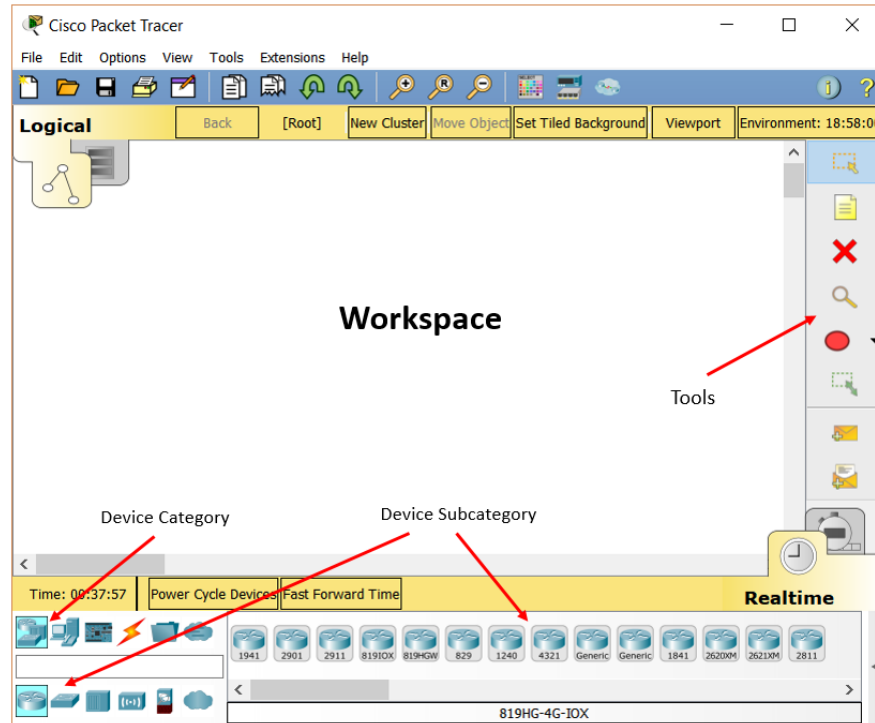 Cisco Packet Tracer
File Edit Options View Tools Extensions Help
Logical Back [Root] New Cluster Move Object Set Tiled Background Viewport Environment: 18:58:0
Workspace
Tools
Device Category Device Subcategory
Time: 00:37:57 Power Cycle Devices Fast Forward Time Realtime
1941 2901 2911 819IOX 819HGW 829 1240 4321 Generic Generic 1841 2620XM 2621XM 2811
819HG-4G-IOX